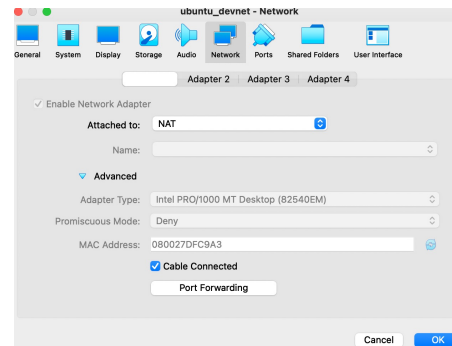 ubuntu_devnet - Network
General System Display Storage Audio Network Ports Shared Folders User Interface
Adapter 2 Adapter 3 Adapter 4
Enable Network Adapter
Attached to: NAT
Name:
Advanced
Adapter Type: Intel PRO/1000 MT Desktop (82540EM)
Promiscuous Mode: Deny
MAC Address: 080027DFC9A3
Cable Connected
Port Forwarding
Cancel OK